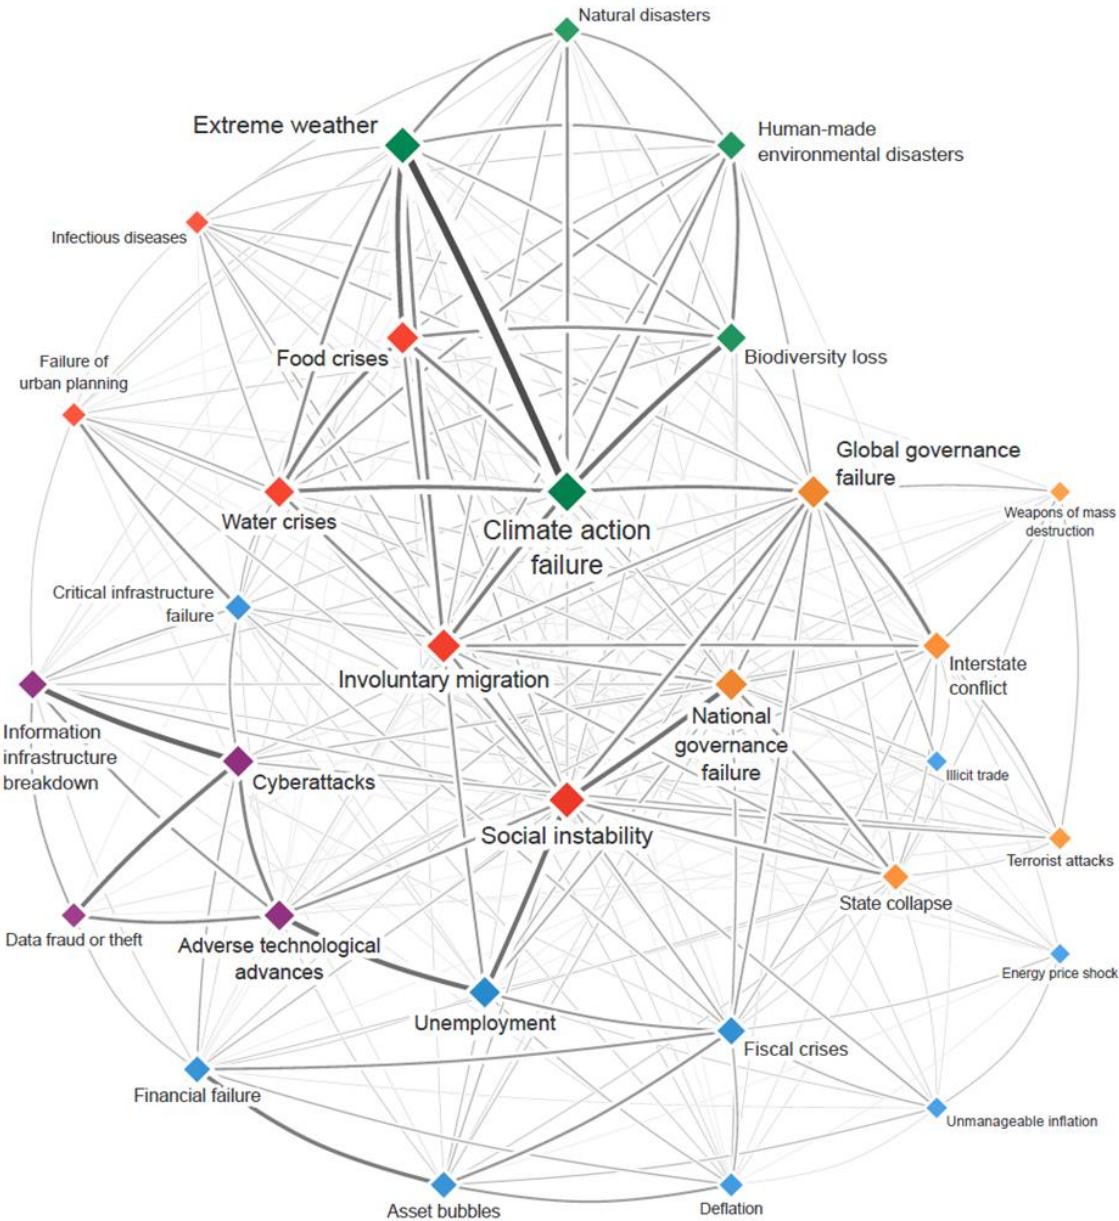 Natural disasters
Extreme weather
Human-made
environmental disasters
Infectious diseases
Food crises
Biodiversity loss
Failure of
urban planning
Global governance
failure
Weapons of mass
destruction
Water crises
Climate action
failure
Critical infrastructure
failure
Involuntary migration
Interstate
conflict
National
governance
failure
Information
infrastructure
breakdown
Cyberattacks
Illicit trade
Social instability
Terrorist attacks
State collapse
Data fraud or theft
Adverse technological
advances
Energy price shock
Unemployment
Fiscal crises
Financial failure
Unmanageable inflation
Asset bubbles
Deflation